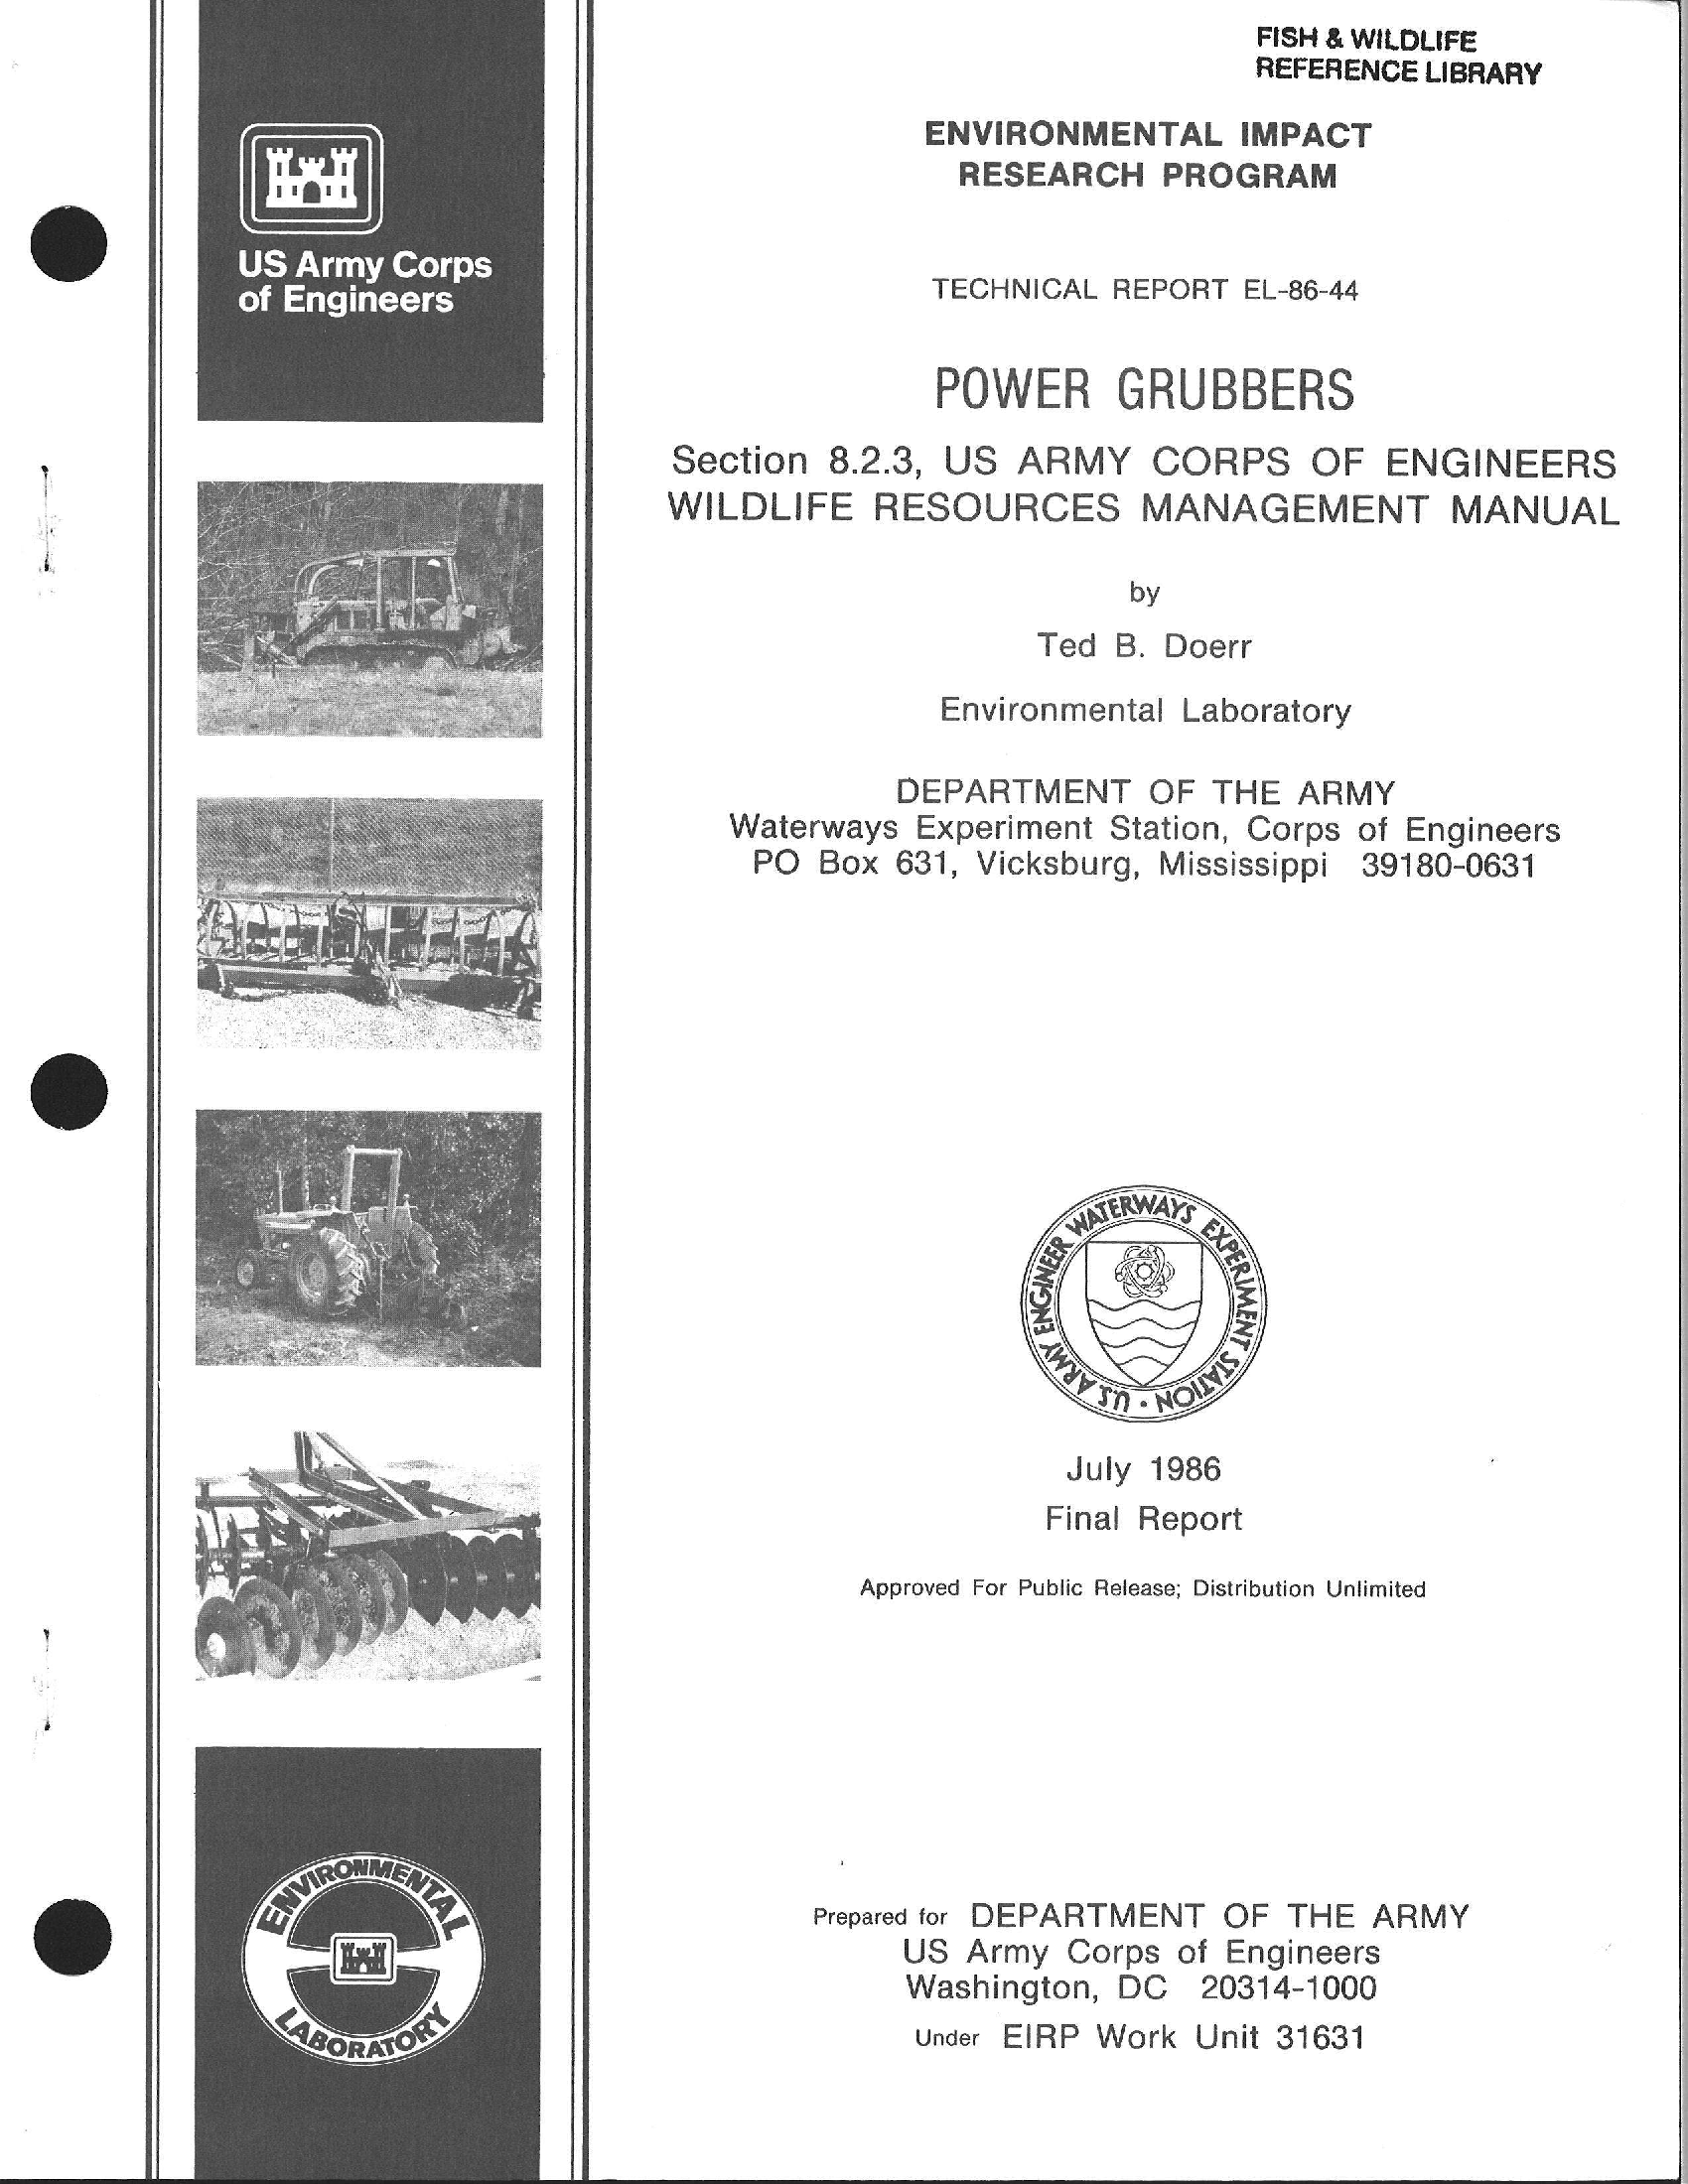 FISH & WILDLIFE
REFERENCE LIBRARY
US Army Corps
of Engineers
ENVIRONMENTAL IMPACT
RESEARCH PROGRAM
TECHNICAL REPORT EL-86-44
POWER GRUBBERS
Section 8.2.3, US ARMY CORPS OF ENGINEERS
WILDLIFE RESOURCES MANAGEMENT MANUAL
by
Ted B. Doerr
Environmental Laboratory
DEPARTMENT OF THE ARMY
Waterways Experiment Station, Corps of Engineers
PO Box 631, Vicksburg, Mississippi 39180-0631
U.S. ARMY ENGINEER WATERWAYS EXPERIMENT STATION •
July 1986
Final Report
Approved For Public Release; Distribution Unlimited
ENVIRONMENTAL
LABORATORY
Prepared for DEPARTMENT OF THE ARMY
US Army Corps of Engineers
Washington, DC 20314-1000
Under EIRP Work Unit 31631